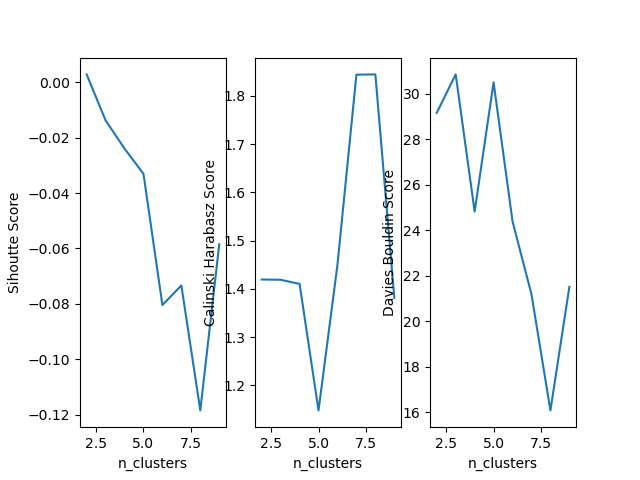 Sihoutte Score
0.00
−0.02
−0.04
−0.06
−0.08
−0.10
−0.12
2.5 5.0 7.5
n_clusters
Calinski Harabasz Score
1.8
1.7
1.6
1.5
1.4
1.3
1.2
2.5 5.0 7.5
n_clusters
Davies Bouldin Score
30
28
26
24
22
20
18
16
2.5 5.0 7.5
n_clusters